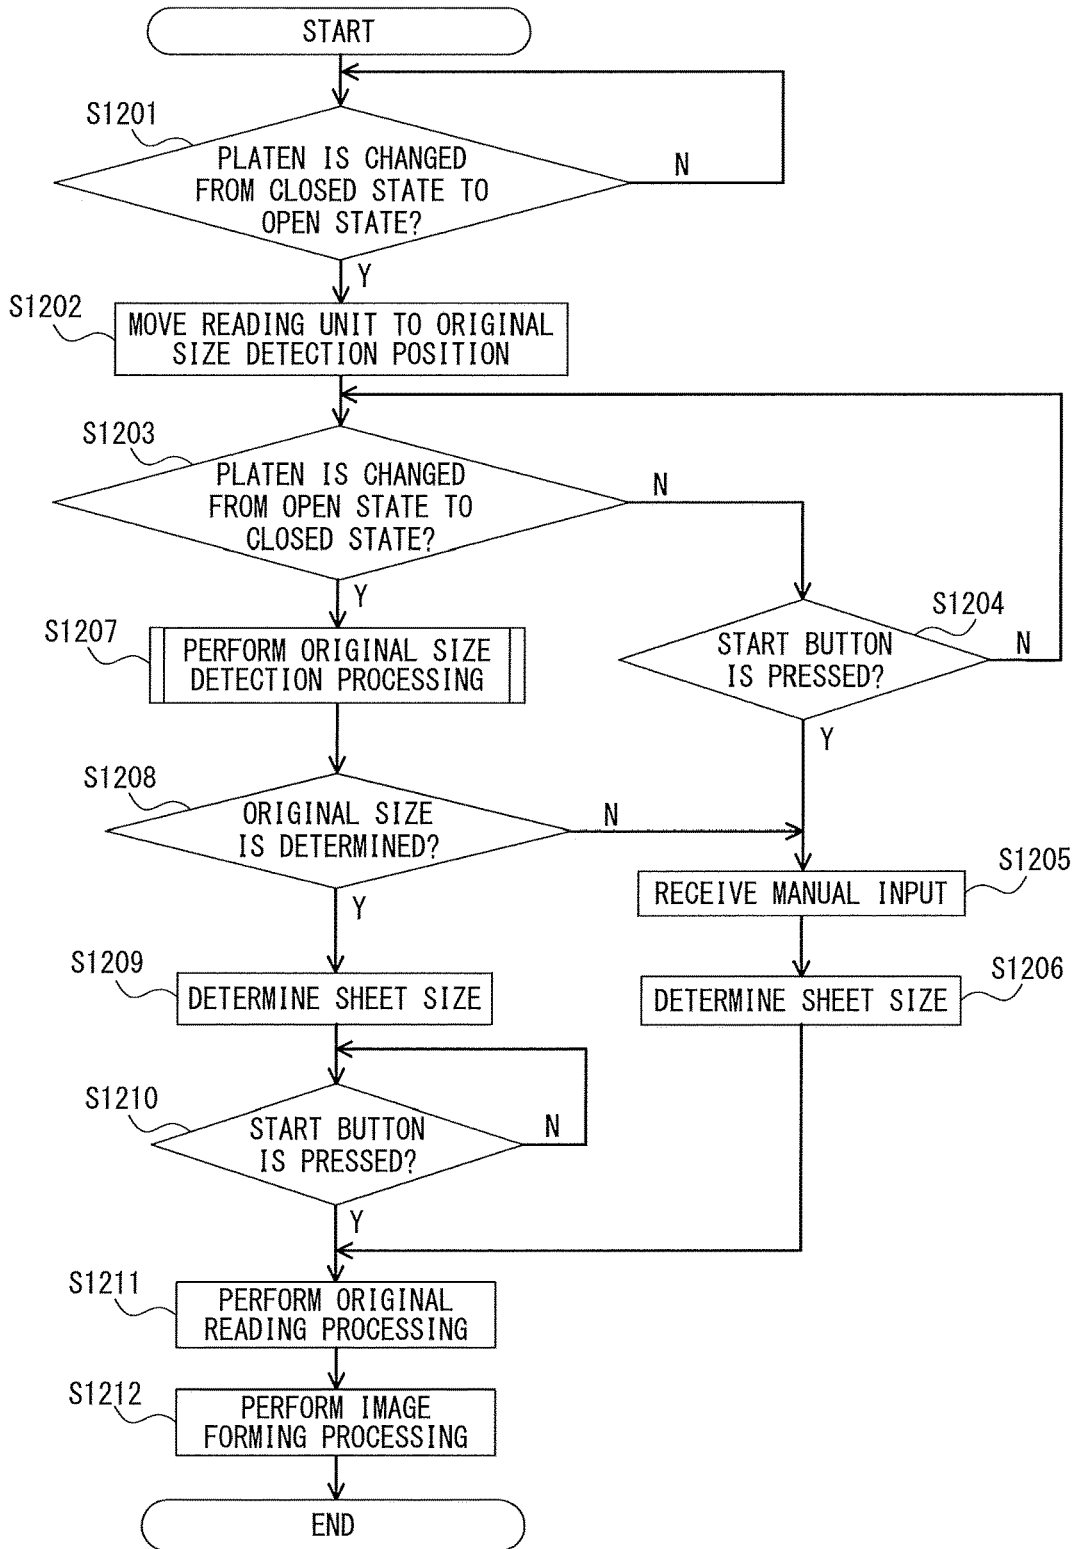 START
S1201
PLATEN IS CHANGED
FROM CLOSED STATE TO
OPEN STATE?
N
Y
S1202
MOVE READING UNIT TO ORIGINAL
SIZE DETECTION POSITION
S1203
PLATEN IS CHANGED
FROM OPEN STATE TO
CLOSED STATE?
N
Y
S1204
START BUTTON
IS PRESSED?
N
Y
S1207
PERFORM ORIGINAL SIZE
DETECTION PROCESSING
S1208
ORIGINAL SIZE
IS DETERMINED?
N
Y
S1205
RECEIVE MANUAL INPUT
S1209
DETERMINE SHEET SIZE
S1206
DETERMINE SHEET SIZE
S1210
START BUTTON
IS PRESSED?
N
Y
S1211
PERFORM ORIGINAL
READING PROCESSING
S1212
PERFORM IMAGE
FORMING PROCESSING
END